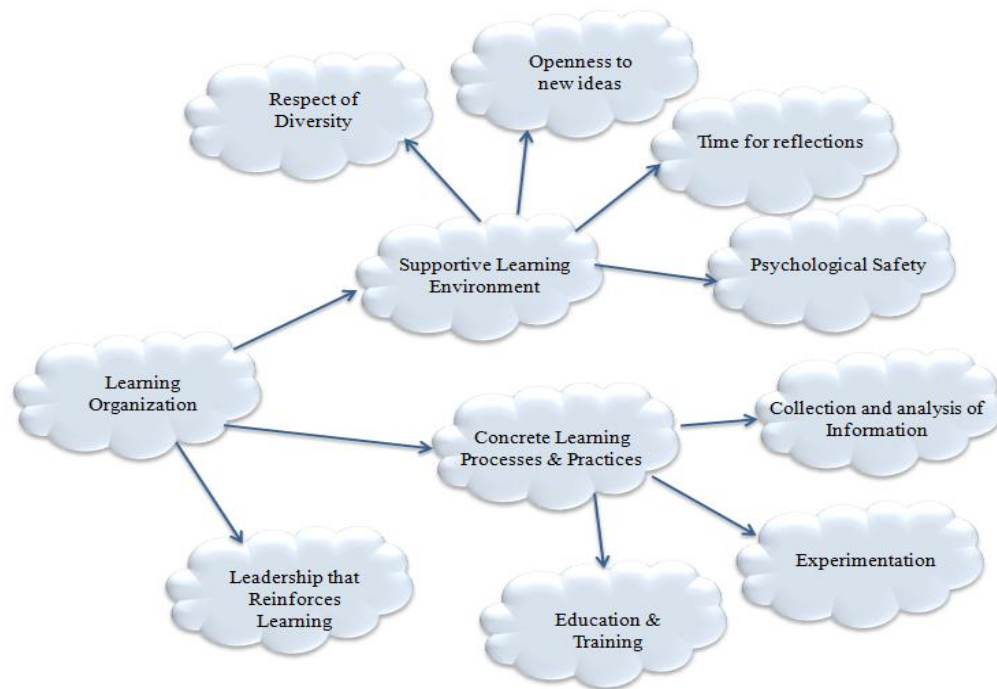 Openness to
new ideas
Respect of
Diversity
Time for reflections
Supportive Learning
Environment
Psychological Safety
Learning
Organization
Collection and analysis of
Information
Concrete Learning
Processes & Practices
Experimentation
Leadership that
Reinforces
Learning
Education &
Training